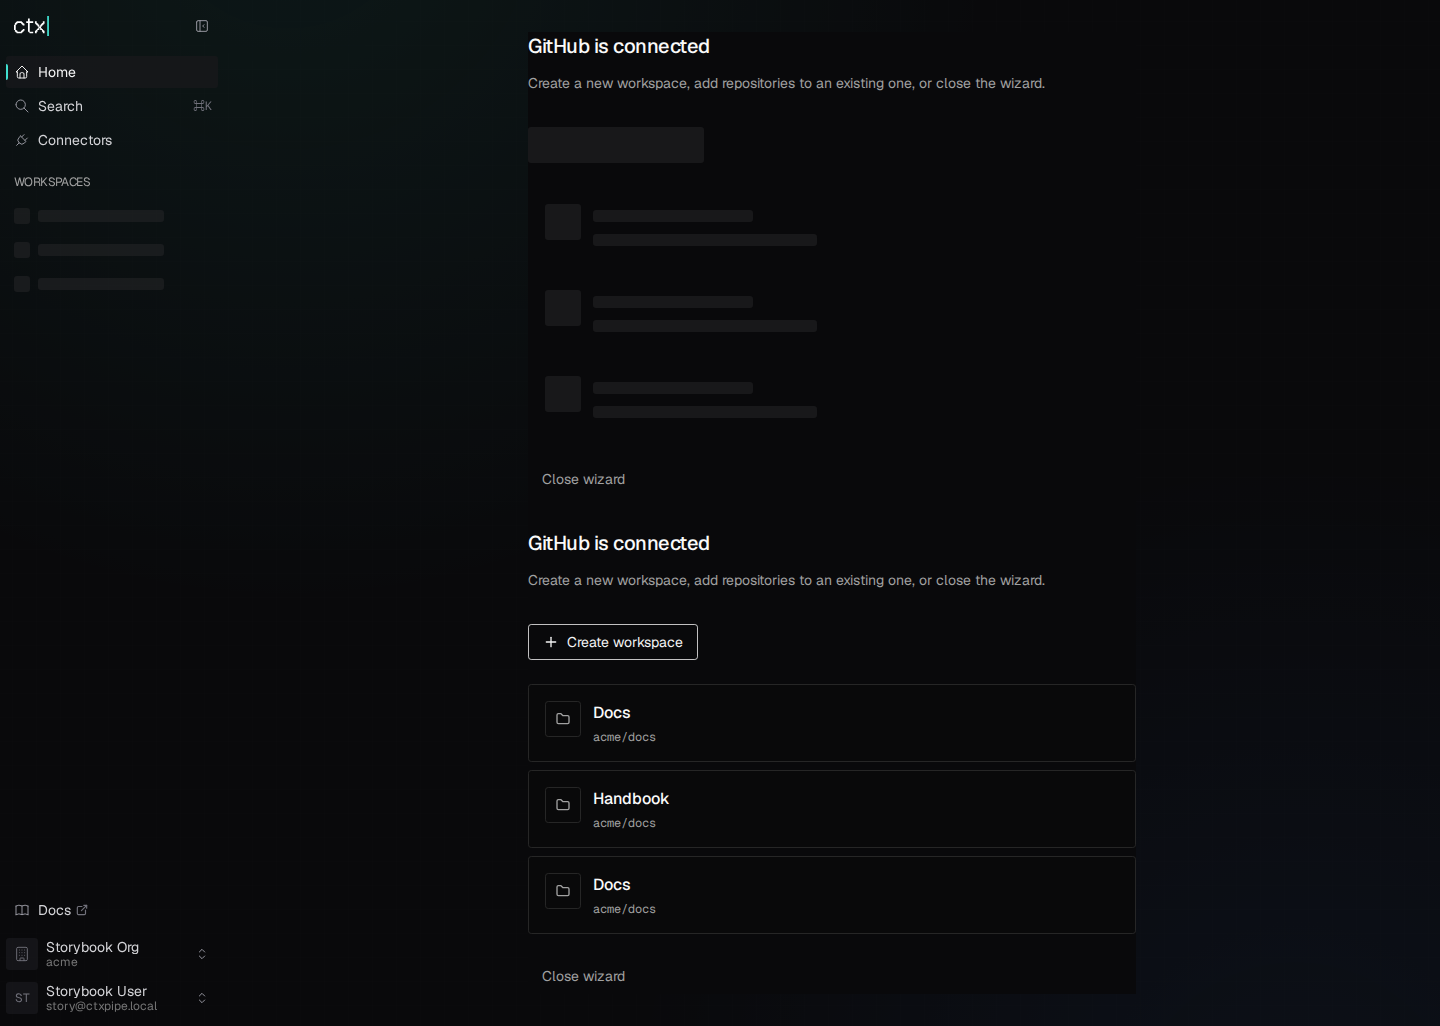 ctx
Home
Search ⌘K
Connectors
WORKSPACES
GitHub is connected
Create a new workspace, add repositories to an existing one, or close the wizard.
Close wizard
GitHub is connected
Create a new workspace, add repositories to an existing one, or close the wizard.
Create workspace
Docs
acme/docs
Handbook
acme/docs
Docs
acme/docs
Close wizard
Docs
Storybook Org
acme
ST
Storybook User
story@ctxpipe.local